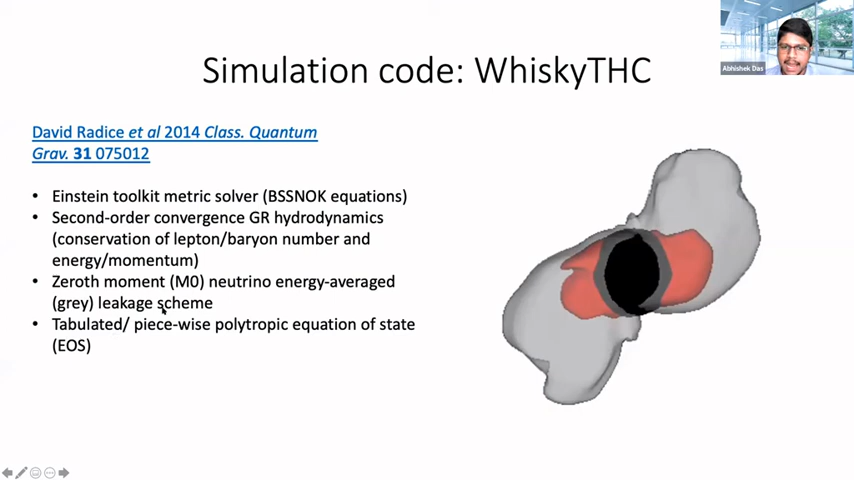 Simulation code: WhiskyTHC
Abhishek Das
David Radice et al 2014 Class. Quantum
Grav. 31 075012
• Einstein toolkit metric solver (BSSNOK equations)
• Second-order convergence GR hydrodynamics
(conservation of lepton/baryon number and
energy/momentum)
• Zeroth moment (M0) neutrino energy-averaged
(grey) leakage scheme
• Tabulated/ piece-wise polytropic equation of state
(EOS)